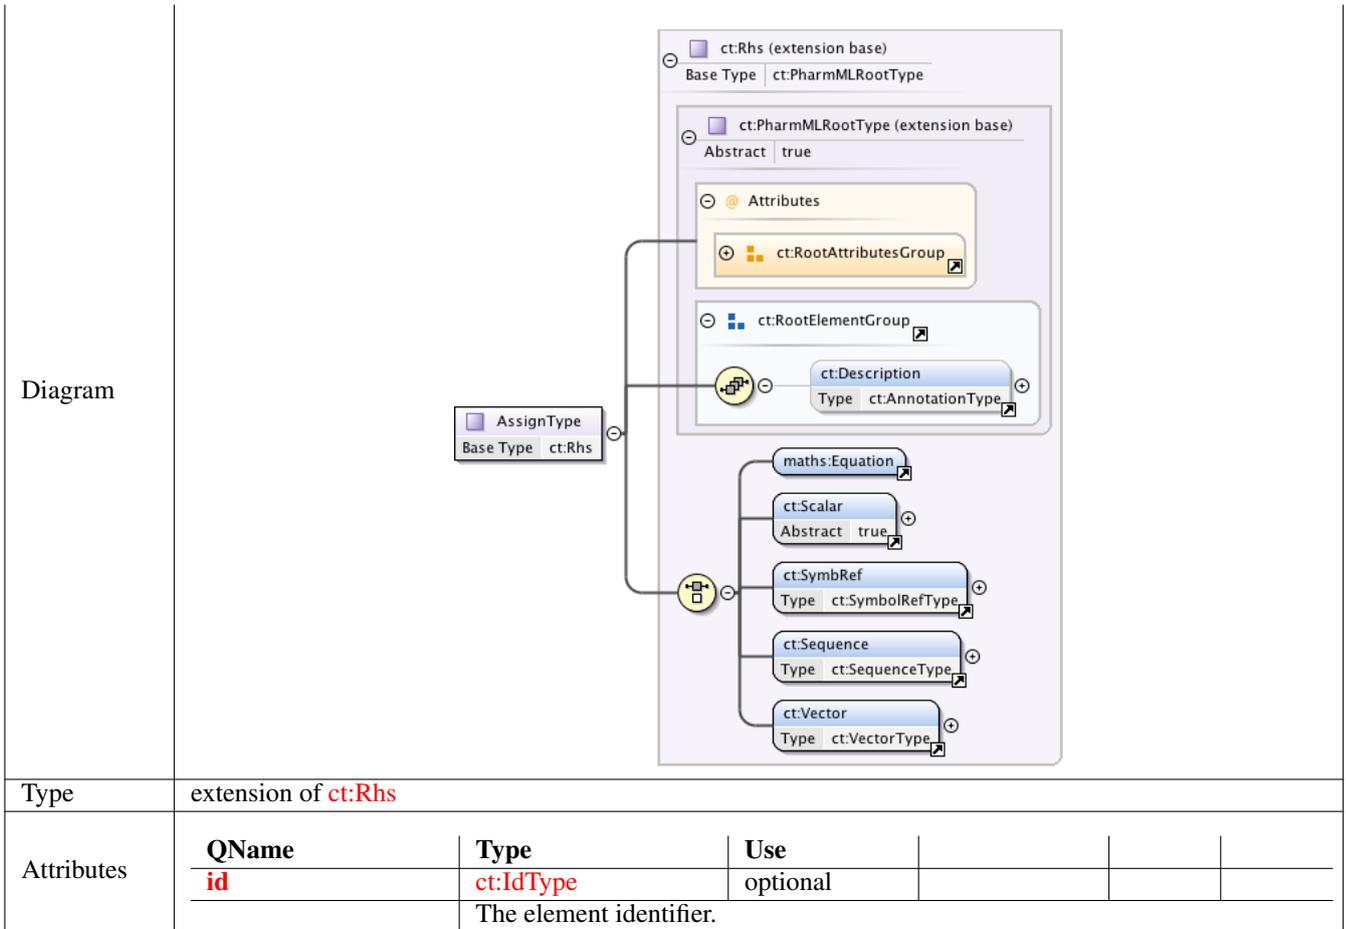 Diagram
ct:Rhs (extension base)
Base Type ct:PharmMLRootType
ct:PharmMLRootType (extension base)
Abstract true
@ Attributes
ct:RootAttributesGroup
ct:RootElementGroup
ct:Description
Type ct:AnnotationType
AssignType
Base Type ct:Rhs
maths:Equation
ct:Scalar
Abstract true
ct:SymbRef
Type ct:SymbolRefType
ct:Sequence
Type ct:SequenceType
ct:Vector
Type ct:VectorType
Type extension of ct:Rhs
Attributes
QName Type Use
id ct:IdType optional
The element identifier.